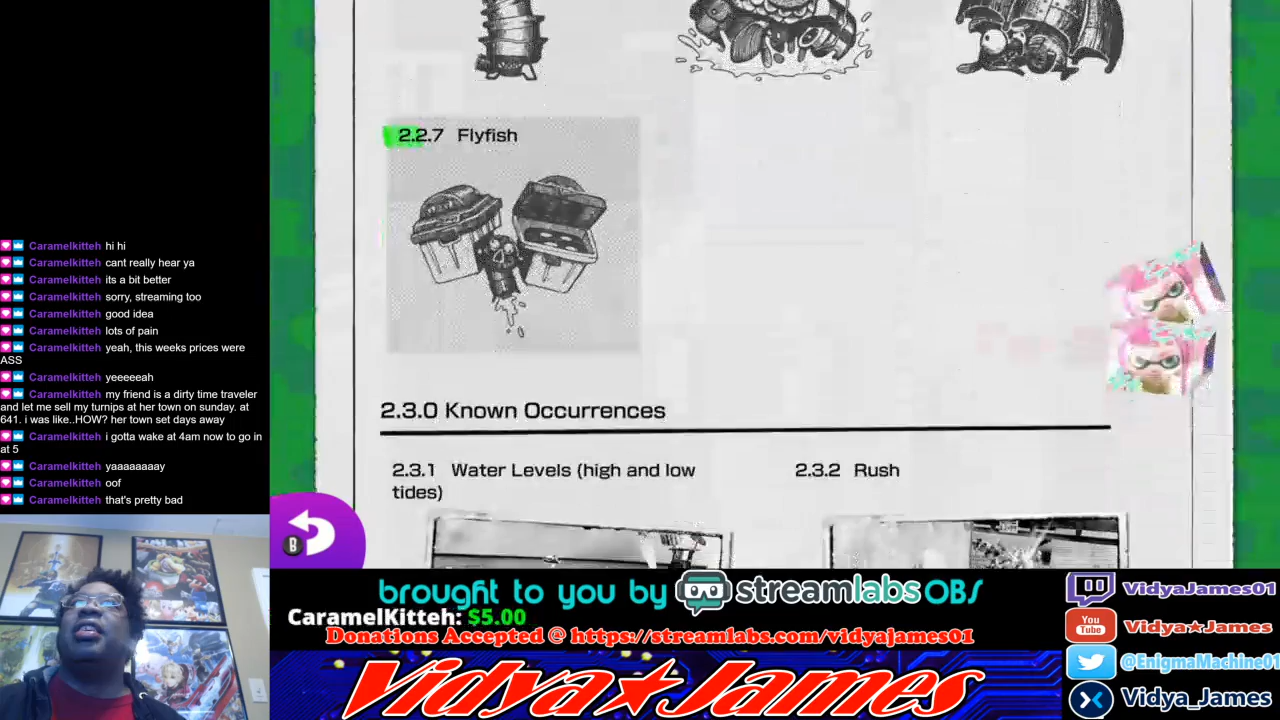 2.2.7 Flyfish
2.3.0 Known Occurrences
2.3.1 Water Levels (high and low
tides)
2.3.2 Rush
Caramelkitteh hi hi
Caramelkitteh cant really hear ya
Caramelkitteh its a bit better
Caramelkitteh sorry, streaming too
Caramelkitteh good idea
Caramelkitteh lots of pain
Caramelkitteh yeah, this weeks prices were
ASS
Caramelkitteh yeeeeeah
Caramelkitteh my friend is a dirty time traveler
and let me sell my turnips at her town on sunday. at
641. i was like..HOW? her town set days away
Caramelkitteh i gotta wake at 4am now to go in
at 5
Caramelkitteh yaaaaaaaay
Caramelkitteh oof
Caramelkitteh that's pretty bad
B
brought to you by streamlabs OBS
CaramelKitteh: $5.00
Donations Accepted @ https://streamlabs.com/vidyajames01
Vidya★James
VidyaJames01
You
Tube
Vidya★James
@EnigmaMachine01
Vidya_James